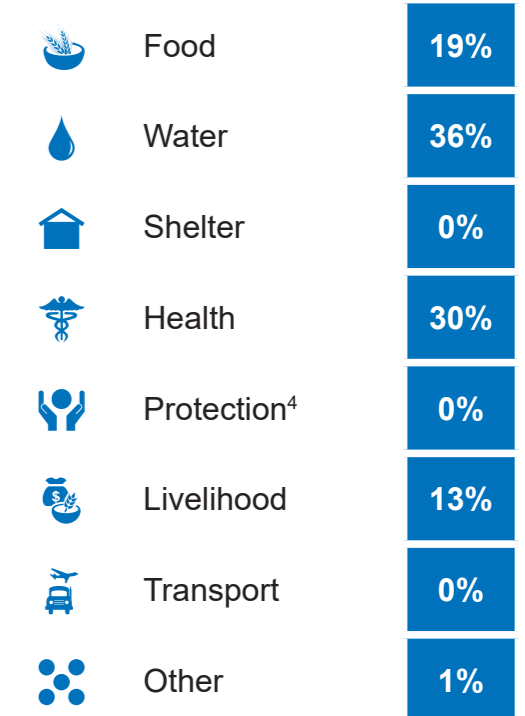 Food 19%
Water 36%
Shelter 0%
Health 30%
Protection⁴ 0%
$ Livelihood 13%
Transport 0%
Other 1%